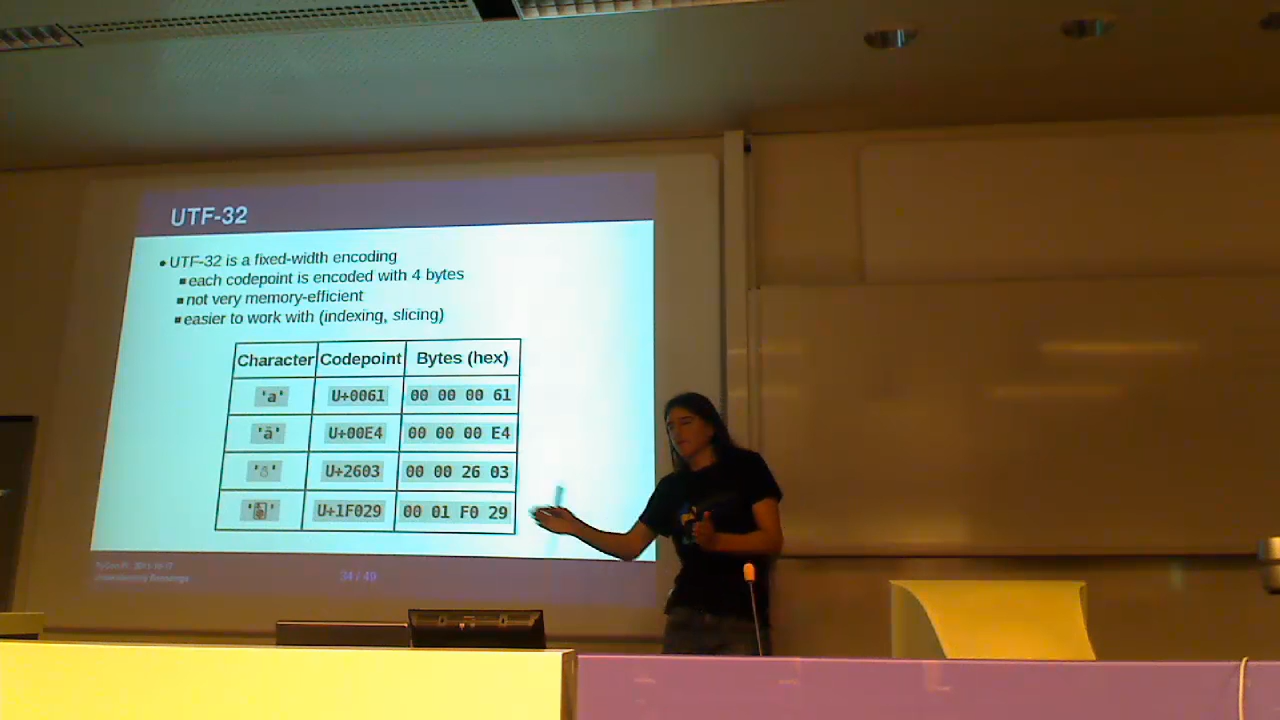 UTF-32
• UTF-32 is a fixed-width encoding
▪ each codepoint is encoded with 4 bytes
▪ not very memory-efficient
▪ easier to work with (indexing, slicing)
Character Codepoint Bytes (hex)
'a' U+0061 00 00 00 61
'ä' U+00E4 00 00 00 E4
'☃' U+2603 00 00 26 03
U+1F029 00 01 F0 29
34 / 49